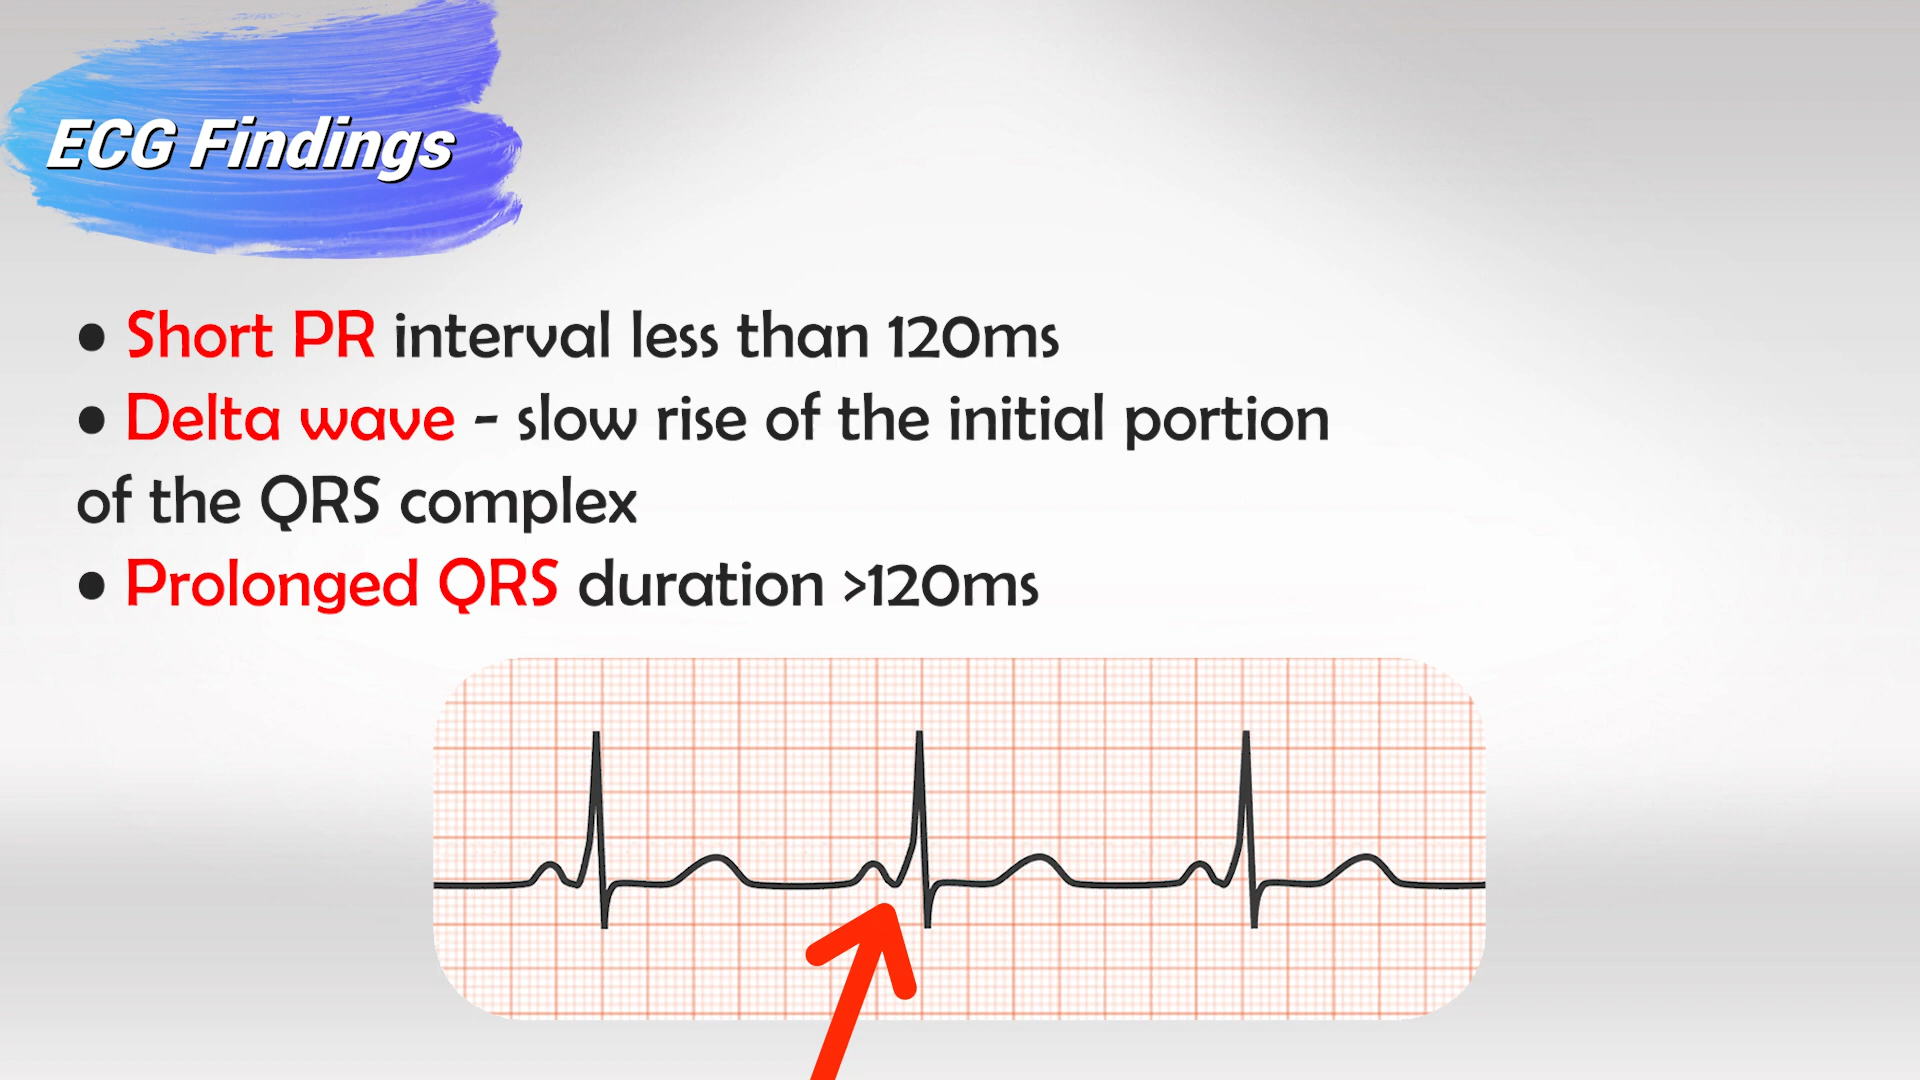 ECG Findings
• Short PR interval less than 120ms
• Delta wave - slow rise of the initial portion
of the QRS complex
• Prolonged QRS duration >120ms